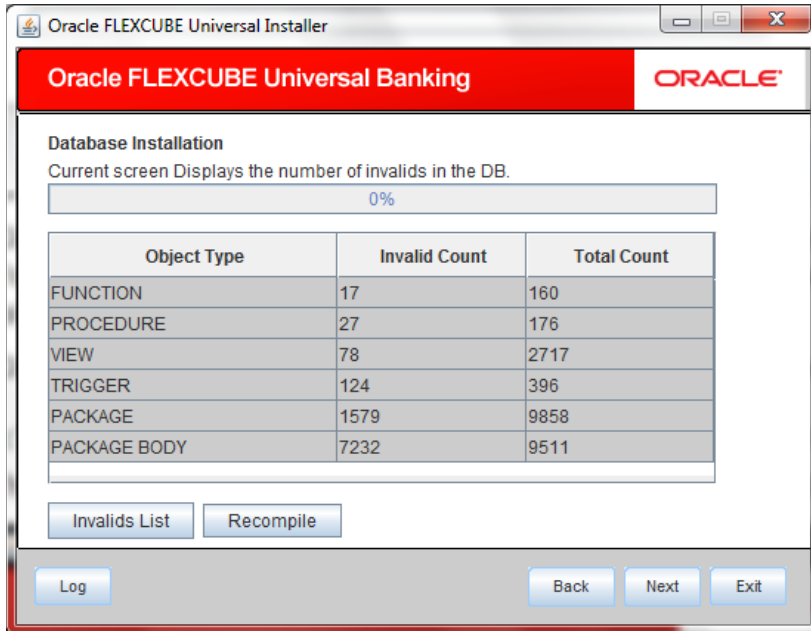 Oracle FLEXCUBE Universal Installer
Oracle FLEXCUBE Universal Banking ORACLE
Database Installation
Current screen Displays the number of invalids in the DB.
0%
Object Type Invalid Count Total Count
FUNCTION 17 160
PROCEDURE 27 176
VIEW 78 2717
TRIGGER 124 396
PACKAGE 1579 9858
PACKAGE BODY 7232 9511
Invalids List Recompile
Log Back Next Exit